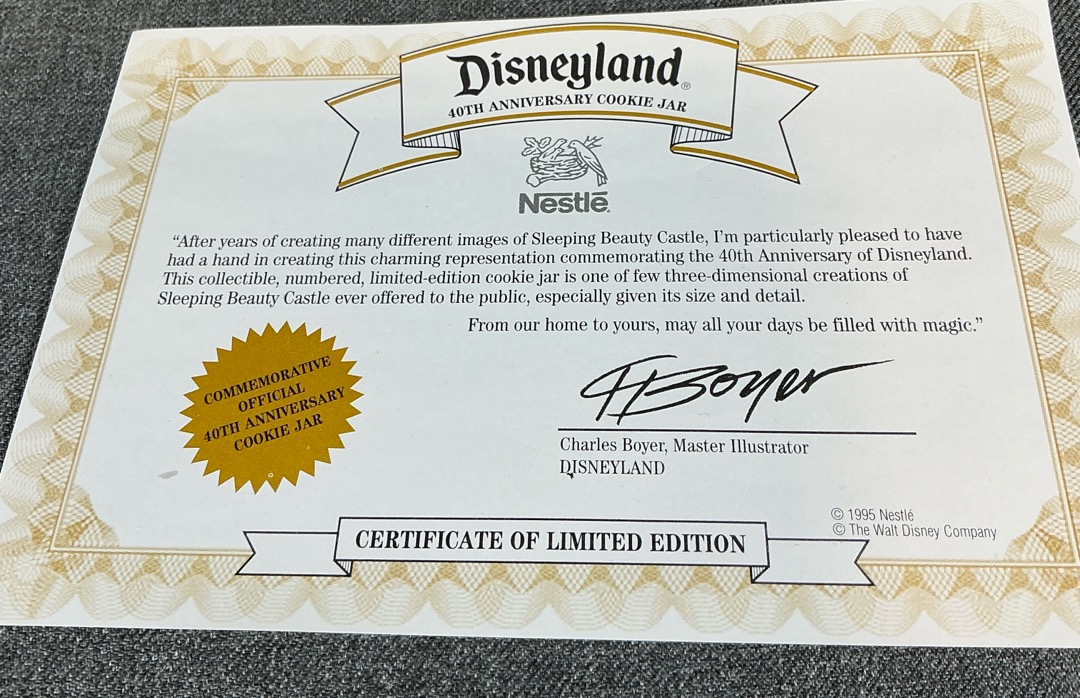 Disneyland®
40TH ANNIVERSARY COOKIE JAR
Nestlé®
“After years of creating many different images of Sleeping Beauty Castle, I’m particularly pleased to have
had a hand in creating this charming representation commemorating the 40th Anniversary of Disneyland.
This collectible, numbered, limited-edition cookie jar is one of few three-dimensional creations of
Sleeping Beauty Castle ever offered to the public, especially given its size and detail.
From our home to yours, may all your days be filled with magic.”
COMMEMORATIVE
OFFICIAL
40TH ANNIVERSARY
COOKIE JAR
CBoyer
Charles Boyer, Master Illustrator
DISNEYLAND
© 1995 Nestlé
© The Walt Disney Company
CERTIFICATE OF LIMITED EDITION